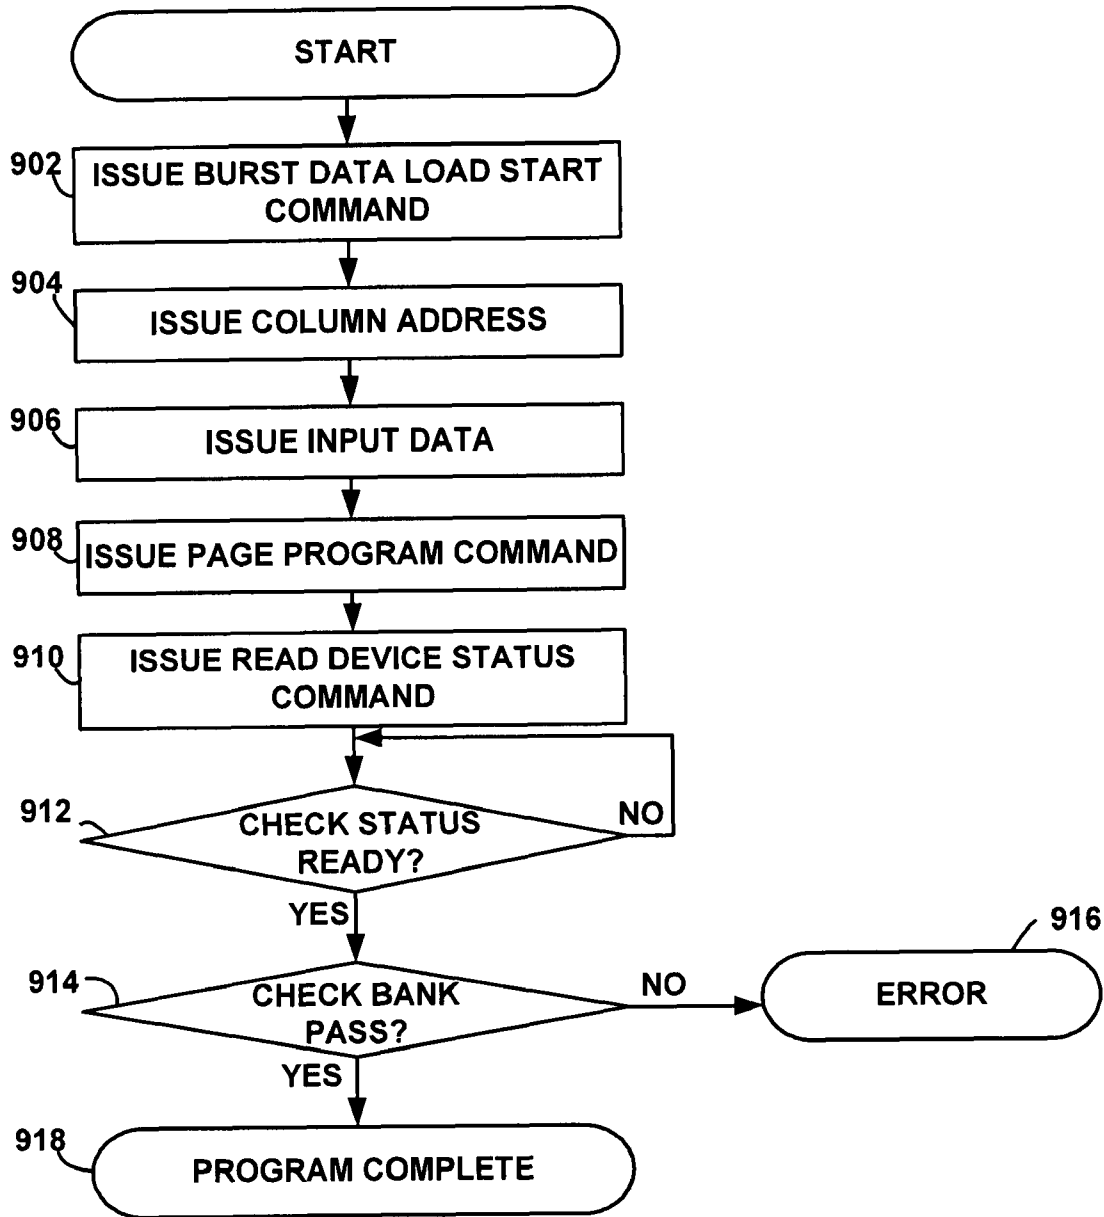 START
902
ISSUE BURST DATA LOAD START
COMMAND
904
ISSUE COLUMN ADDRESS
906
ISSUE INPUT DATA
908
ISSUE PAGE PROGRAM COMMAND
910
ISSUE READ DEVICE STATUS
COMMAND
912
CHECK STATUS
READY?
NO
YES
914
CHECK BANK
PASS?
NO
916
ERROR
YES
918
PROGRAM COMPLETE